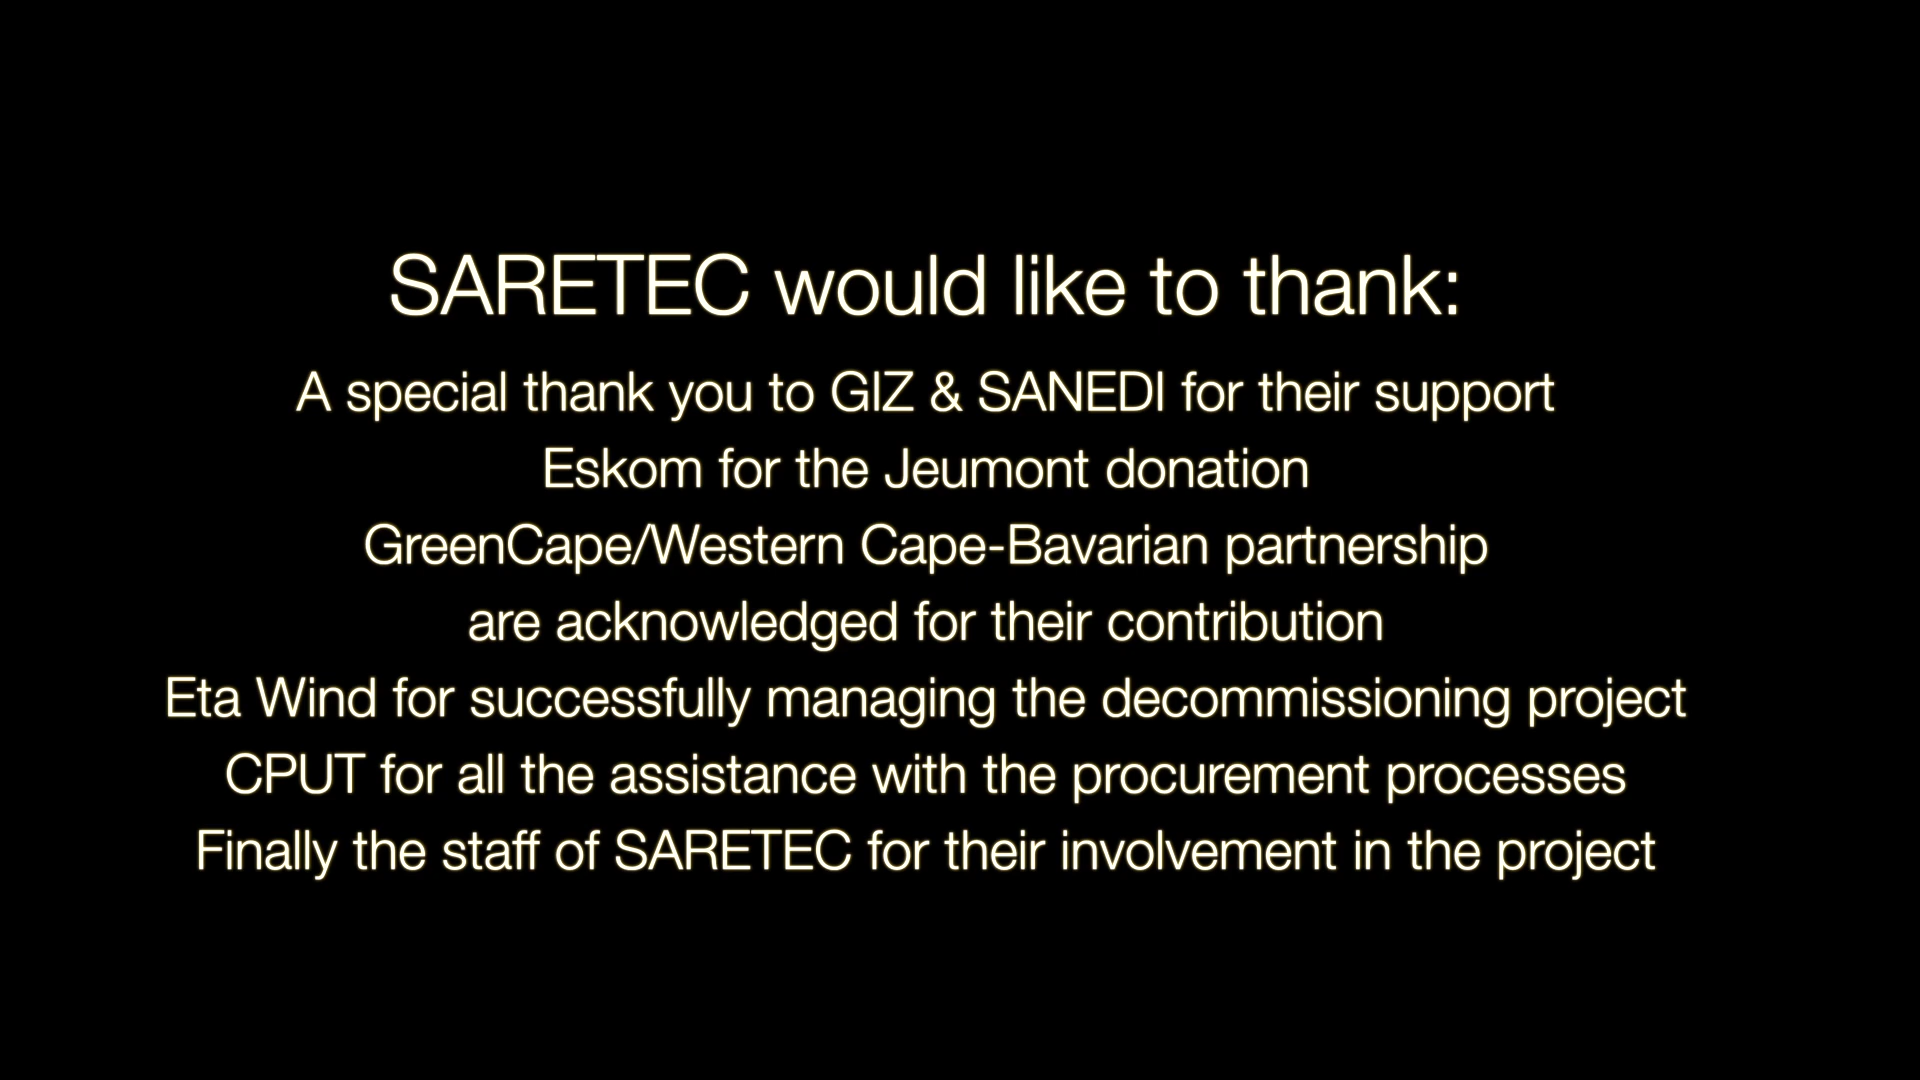 SARETEC would like to thank:
A special thank you to GIZ & SANEDI for their support
Eskom for the Jeumont donation
GreenCape/Western Cape-Bavarian partnership
are acknowledged for their contribution
Eta Wind for successfully managing the decommissioning project
CPUT for all the assistance with the procurement processes
Finally the staff of SARETEC for their involvement in the project